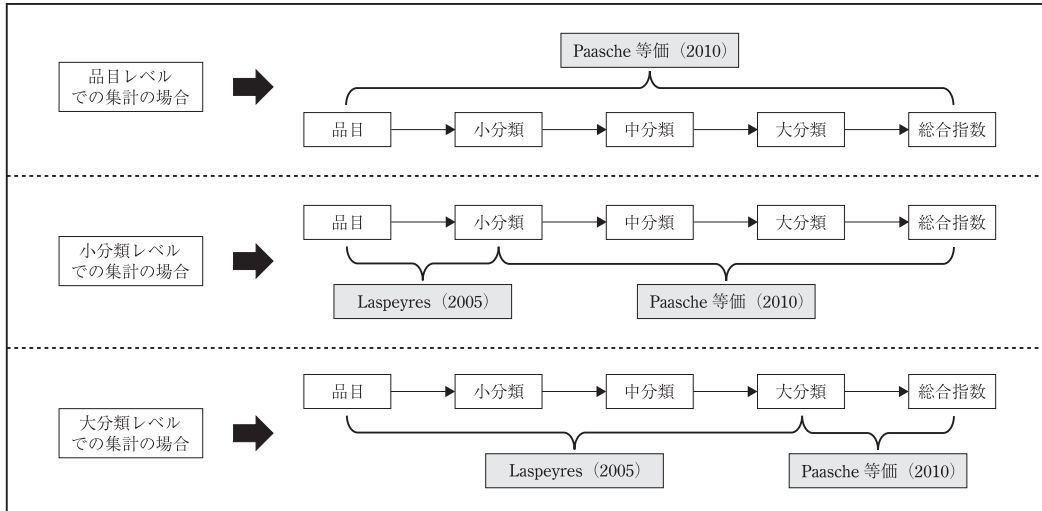 Paasche 等価（2010）
品目レベル
での集計の場合
品目
小分類
中分類
大分類
総合指数
品目
小分類
中分類
大分類
総合指数
小分類レベル
での集計の場合
Laspeyres（2005）
Paasche 等価（2010）
品目
小分類
中分類
大分類
総合指数
大分類レベル
での集計の場合
Laspeyres（2005）
Paasche 等価（2010）